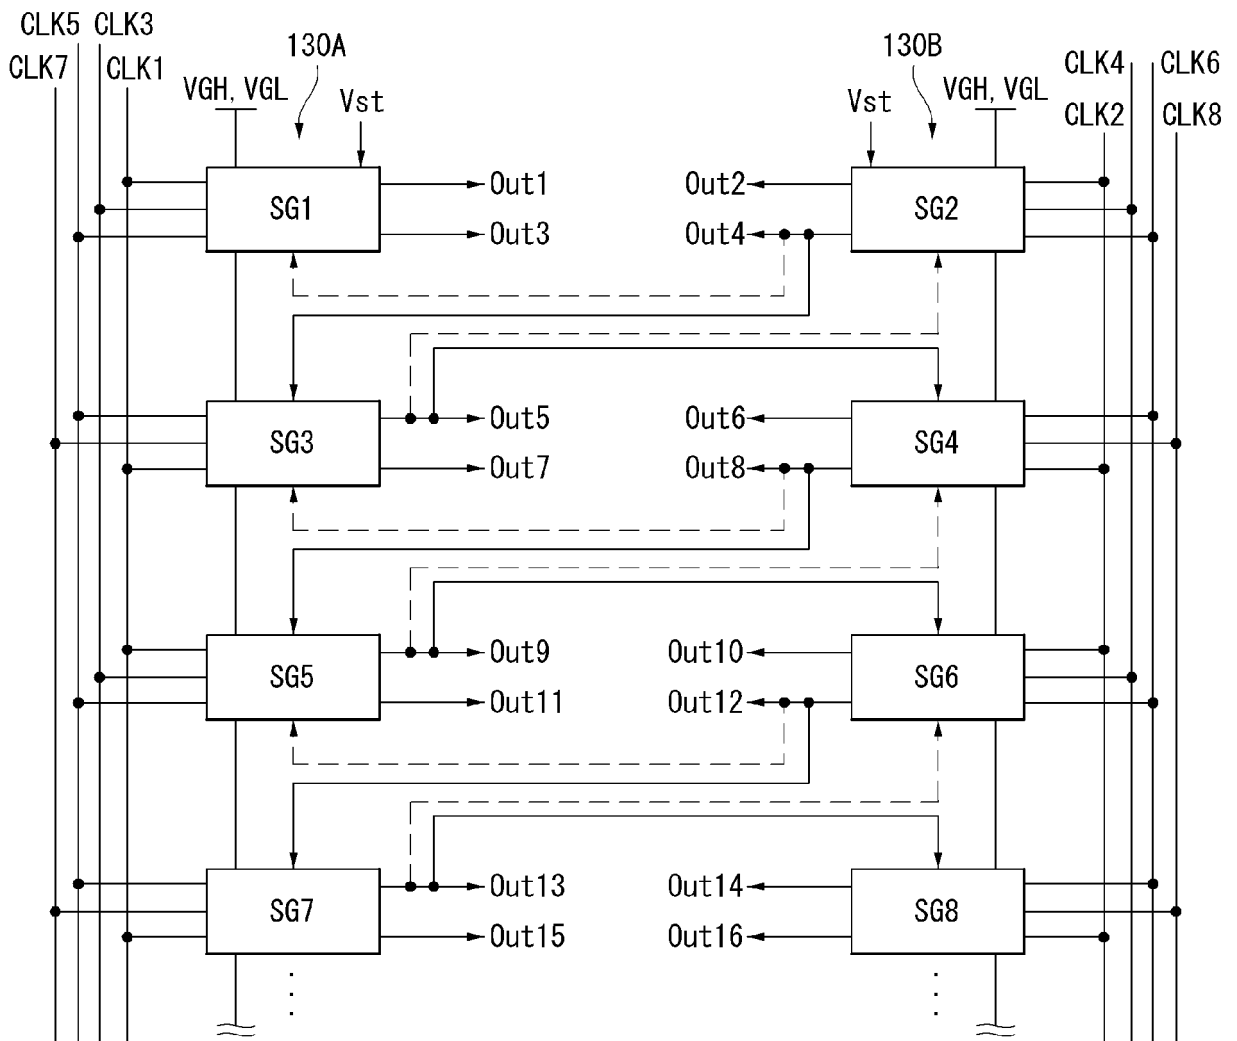 CLK5 CLK3
CLK7 CLK1
130A
130B
CLK4 CLK6
CLK2 CLK8
VGH, VGL
Vst
Vst
VGH, VGL
SG1
Out1
Out2
SG2
Out3
Out4
SG3
Out5
Out6
SG4
Out7
Out8
SG5
Out9
Out10
SG6
Out11
Out12
SG7
Out13
Out14
SG8
Out15
Out16